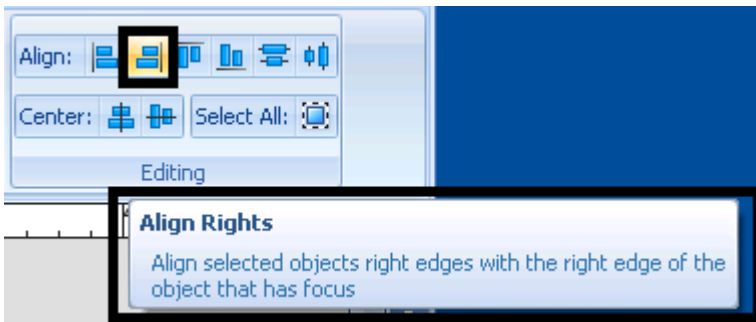 Align:
Center:
Select All:
Editing
Align Rights
Align selected objects right edges with the right edge of the
object that has focus